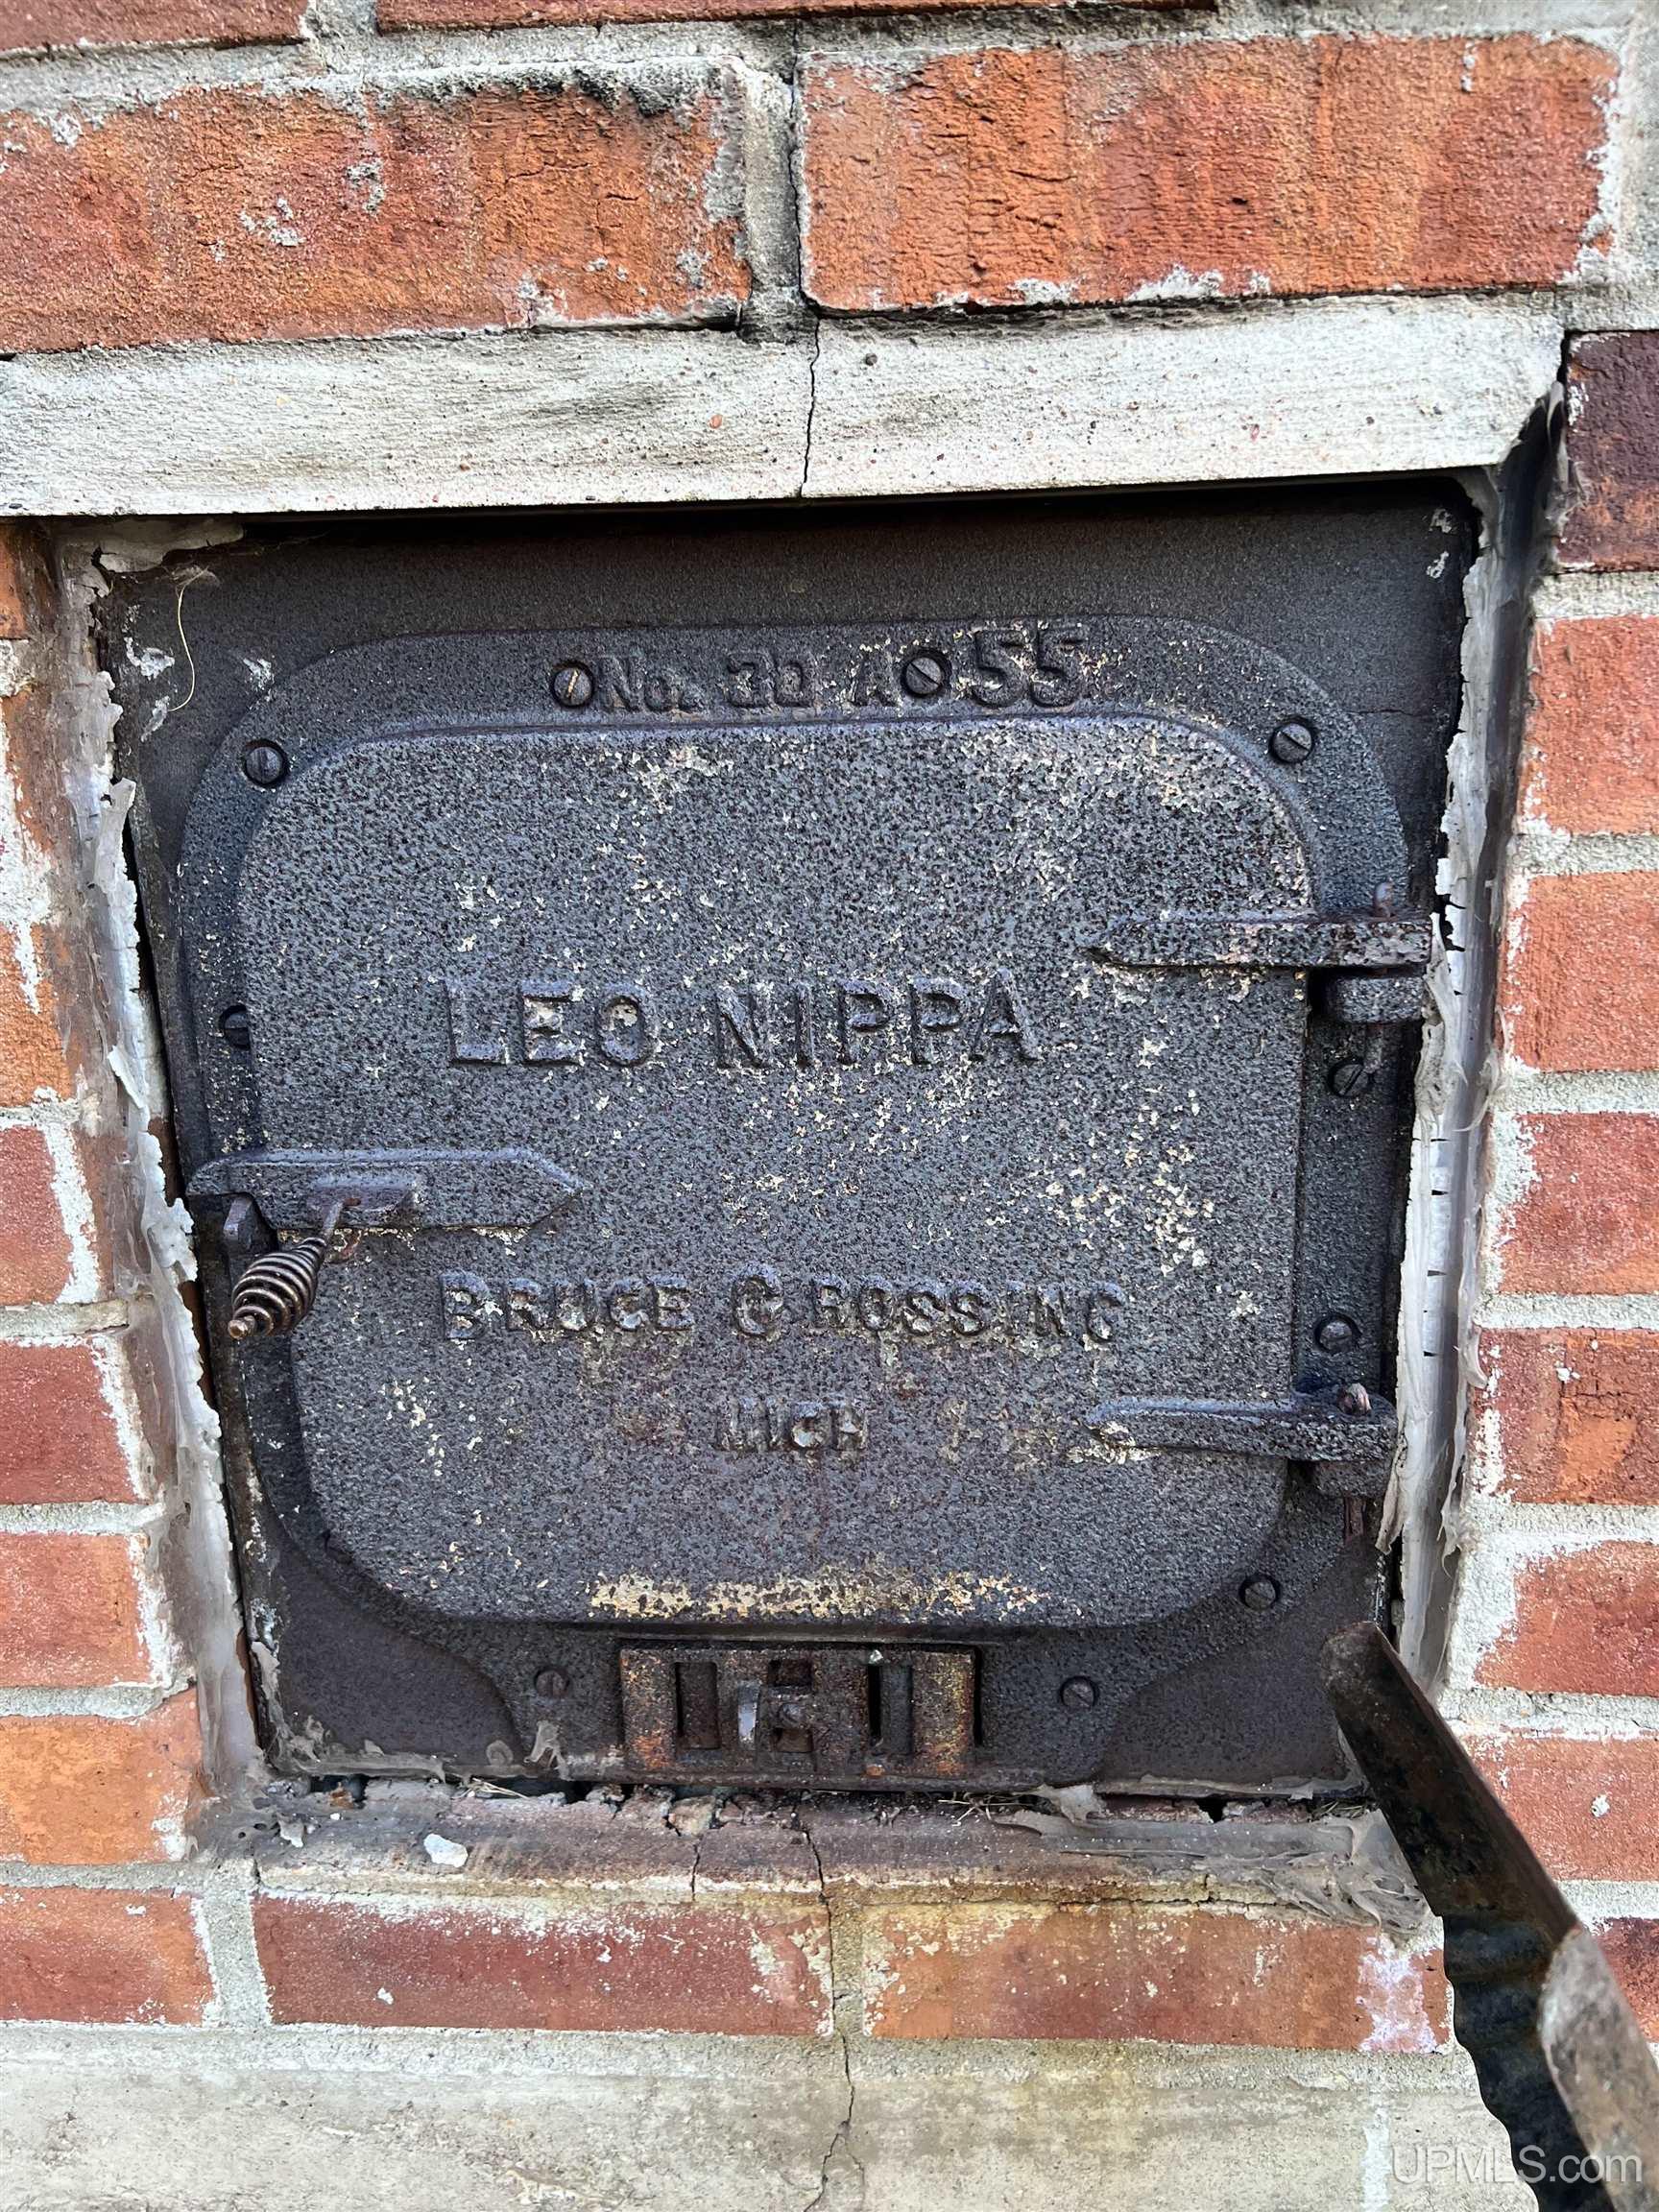 No. 30 A 55
LEO NIPPA
BRUCE CROSSING
MICH
UPMLS.com